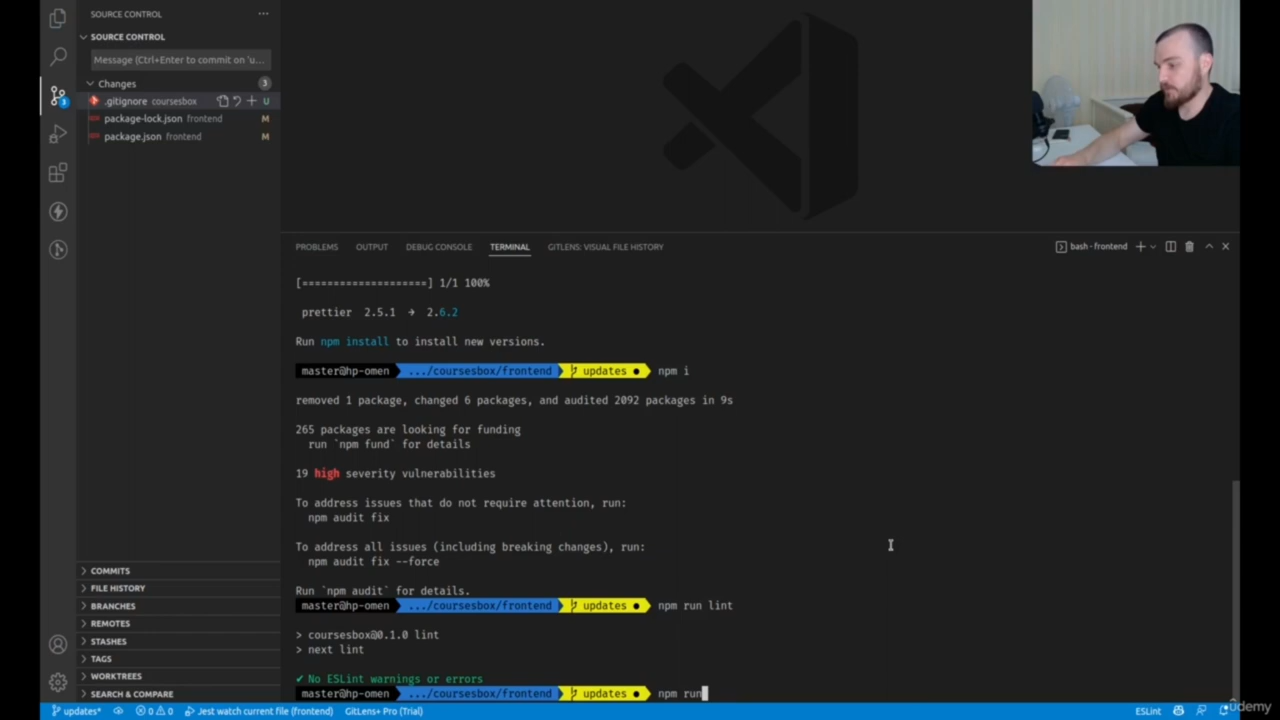 SOURCE CONTROL
SOURCE CONTROL
Message (Ctrl+Enter to commit on 'u...
Changes 3
.gitignore coursesbox U
package-lock.json frontend M
package.json frontend M
COMMITS
FILE HISTORY
BRANCHES
REMOTES
STASHES
TAGS
WORKTREES
SEARCH & COMPARE
3
PROBLEMS OUTPUT DEBUG CONSOLE TERMINAL GITLENS: VISUAL FILE HISTORY bash - frontend
[====================] 1/1 100%
prettier 2.5.1 → 2.6.2
Run npm install to install new versions.
master@hp-omen .../coursesbox/frontend updates ● npm i
removed 1 package, changed 6 packages, and audited 2092 packages in 9s
265 packages are looking for funding
run `npm fund` for details
19 high severity vulnerabilities
To address issues that do not require attention, run:
npm audit fix
To address all issues (including breaking changes), run:
npm audit fix --force
Run `npm audit` for details.
master@hp-omen .../coursesbox/frontend updates ● npm run lint
> coursesbox@0.1.0 lint
> next lint
✔ No ESLint warnings or errors
master@hp-omen .../coursesbox/frontend updates ● npm run
updates* 0 0 Jest watch current file (frontend) GitLens+ Pro (Trial) ESLint
udemy